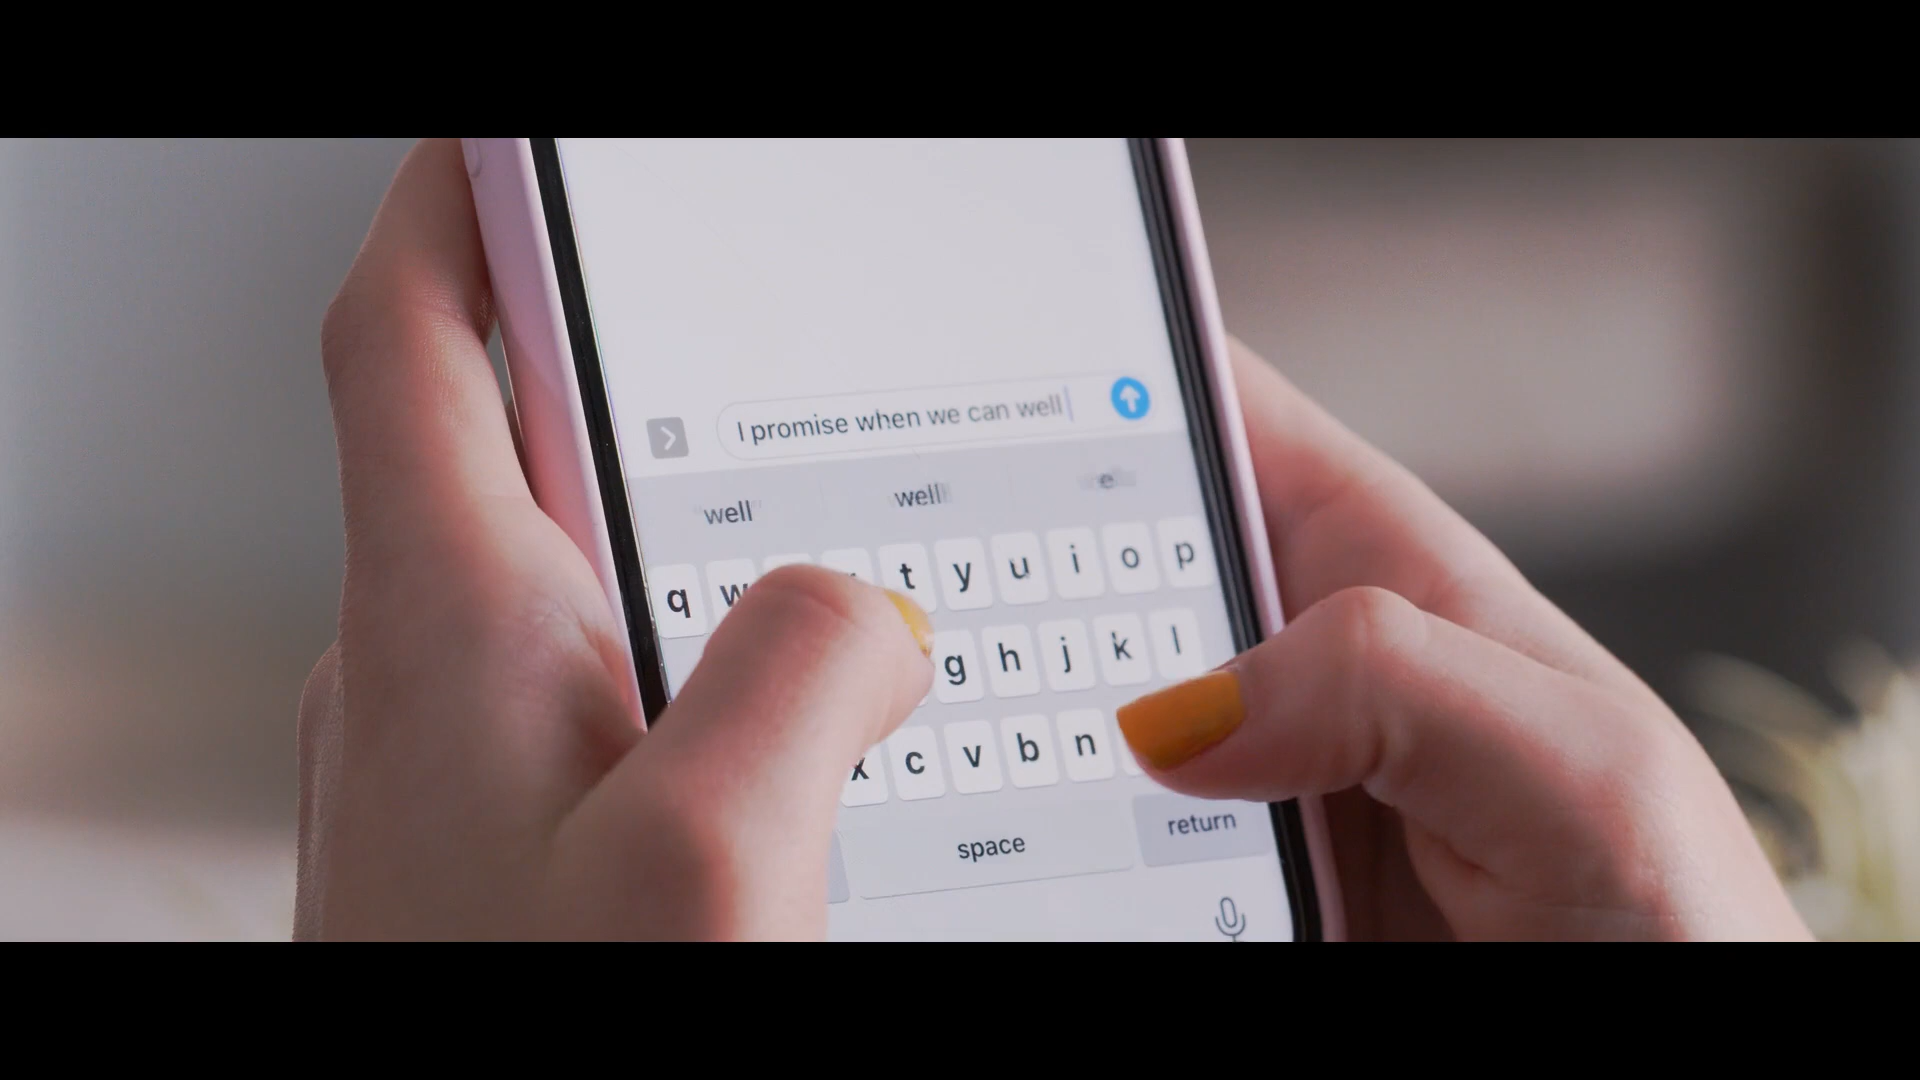 I promise when we can well
well well
q w t y u i o p
g h j k l
x c v b n
space return